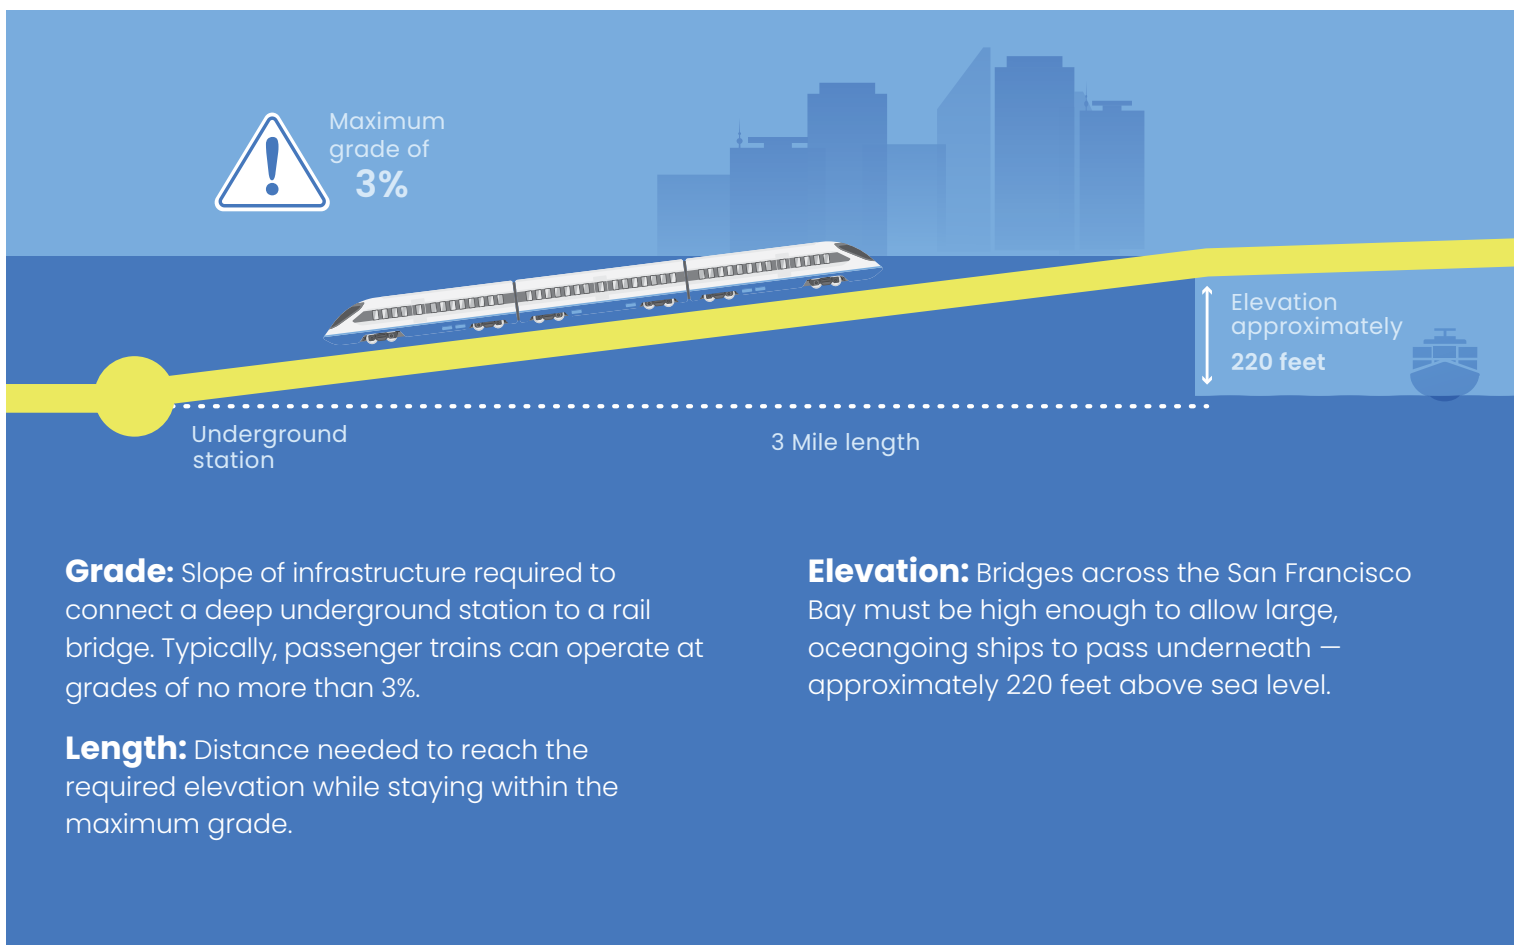 Maximum
grade of
3%
Elevation
approximately
220 feet
Underground
station
3 Mile length
Grade: Slope of infrastructure required to
connect a deep underground station to a rail
bridge. Typically, passenger trains can operate at
grades of no more than 3%.
Length: Distance needed to reach the
required elevation while staying within the
maximum grade.
Elevation: Bridges across the San Francisco
Bay must be high enough to allow large,
oceangoing ships to pass underneath —
approximately 220 feet above sea level.